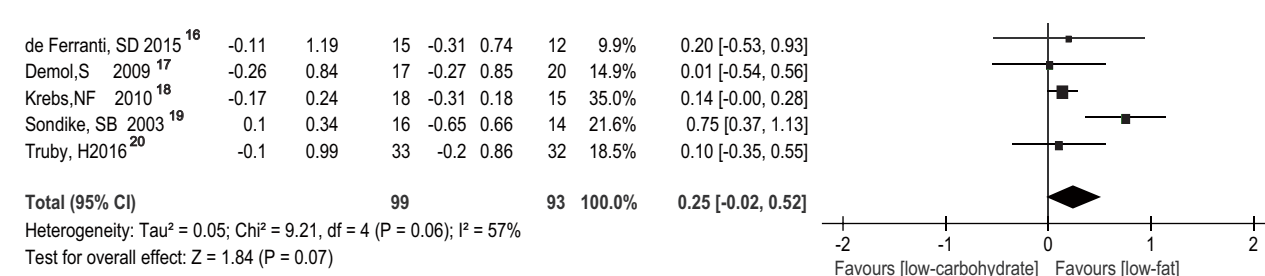 de Ferranti, SD 2015 16 -0.11 1.19 15 -0.31 0.74 12 9.9% 0.20 [-0.53, 0.93]
Demol,S 2009 17 -0.26 0.84 17 -0.27 0.85 20 14.9% 0.01 [-0.54, 0.56]
Krebs,NF 2010 18 -0.17 0.24 18 -0.31 0.18 15 35.0% 0.14 [-0.00, 0.28]
Sondike, SB 2003 19 0.1 0.34 16 -0.65 0.66 14 21.6% 0.75 [0.37, 1.13]
Truby, H2016 20 -0.1 0.99 33 -0.2 0.86 32 18.5% 0.10 [-0.35, 0.55]
Total (95% CI) 99 93 100.0% 0.25 [-0.02, 0.52]
Heterogeneity: Tau² = 0.05; Chi² = 9.21, df = 4 (P = 0.06); I² = 57%
Test for overall effect: Z = 1.84 (P = 0.07)
-2 -1 0 1 2
Favours [low-carbohydrate] Favours [low-fat]